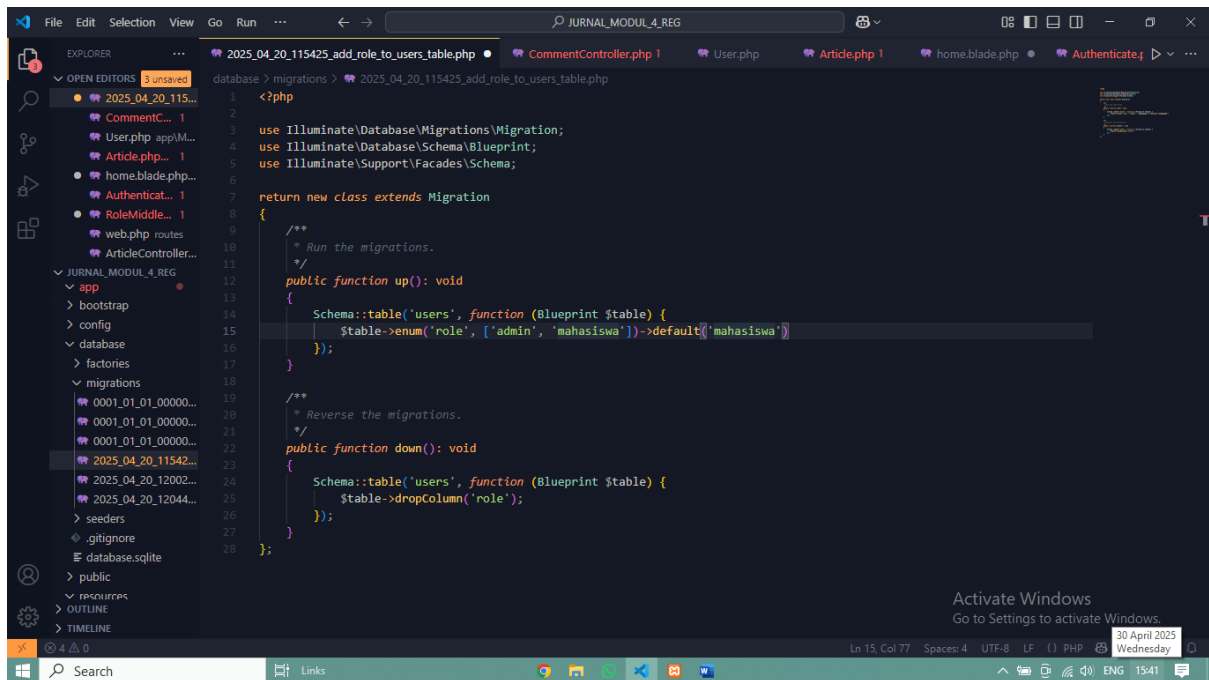 File Edit Selection View Go Run ··· ← → JURNAL_MODUL_4_REG
EXPLORER ···
2025_04_20_115425_add_role_to_users_table.php ● CommentController.php 1 User.php Article.php 1 home.blade.php ● Authenticate.p ···
OPEN EDITORS 3 unsaved
2025_04_20_115...
CommentC... 1
User.php app\M...
Article.php... 1
home.blade.php...
Authenticat... 1
RoleMiddle... 1
web.php routes
ArticleController...
JURNAL_MODUL_4_REG
app
bootstrap
config
database
factories
migrations
0001_01_01_00000...
0001_01_01_00000...
0001_01_01_00000...
2025_04_20_11542...
2025_04_20_12002...
2025_04_20_12044...
seeders
.gitignore
database.sqlite
public
resources
OUTLINE
TIMELINE
3
database > migrations > 2025_04_20_115425_add_role_to_users_table.php
1 <?php
2
3 use Illuminate\Database\Migrations\Migration;
4 use Illuminate\Database\Schema\Blueprint;
5 use Illuminate\Support\Facades\Schema;
6
7 return new class extends Migration
8 {
9 /**
10 * Run the migrations.
11 */
12 public function up(): void
13 {
14 Schema::table('users', function (Blueprint $table) {
15 $table->enum('role', ['admin', 'mahasiswa'])->default('mahasiswa')
16 });
17 }
18
19 /**
20 * Reverse the migrations.
21 */
22 public function down(): void
23 {
24 Schema::table('users', function (Blueprint $table) {
25 $table->dropColumn('role');
26 });
27 }
28 };
Activate Windows
Go to Settings to activate Windows.
30 April 2025
Wednesday
4 0 Ln 15, Col 77 Spaces: 4 UTF-8 LF PHP
Search Links ENG 15:41